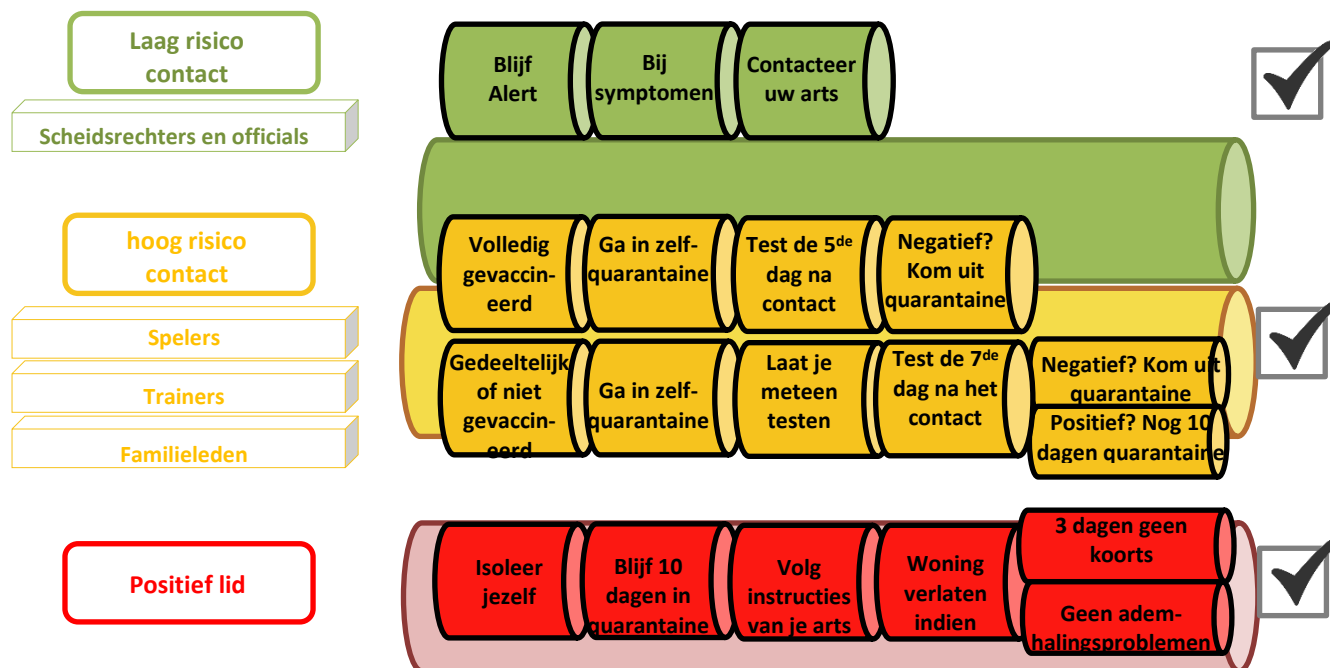 Laag risico
contact
Scheidsrechters en officials
Blijf
Alert
Bij
symptomen
Contacteer
uw arts
hoog risico
contact
Spelers
Trainers
Familieleden
Volledig
gevaccin-
eerd
Ga in zelf-
quarantaine
Test de 5de
dag na
contact
Negatief?
Kom uit
quarantaine
Gedeeltelijk
of niet
gevaccin-
eerd
Ga in zelf-
quarantaine
Laat je
meteen
testen
Test de 7de
dag na het
contact
Negatief? Kom uit
quarantaine
Positief? Nog 10
dagen quarantaine
Positief lid
Isoleer
jezelf
Blijf 10
dagen in
quarantaine
Volg
instructies
van je arts
Woning
verlaten
indien
3 dagen geen
koorts
Geen adem-
halingsproblemen